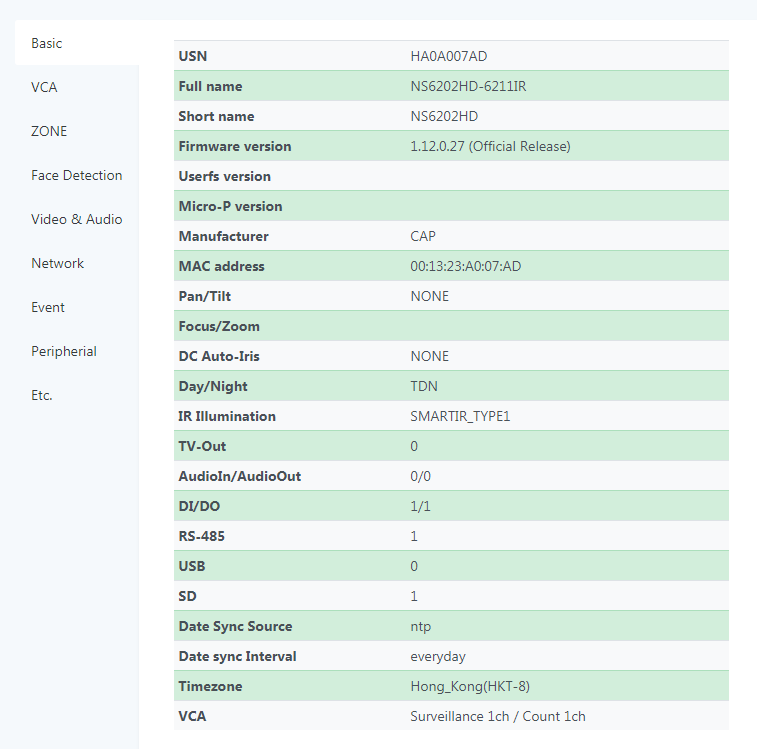 Basic
VCA
ZONE
Face Detection
Video & Audio
Network
Event
Peripherial
Etc.
USN HA0A007AD
Full name NS6202HD-6211IR
Short name NS6202HD
Firmware version 1.12.0.27 (Official Release)
Userfs version
Micro-P version
Manufacturer CAP
MAC address 00:13:23:A0:07:AD
Pan/Tilt NONE
Focus/Zoom
DC Auto-Iris NONE
Day/Night TDN
IR Illumination SMARTIR_TYPE1
TV-Out 0
AudioIn/AudioOut 0/0
DI/DO 1/1
RS-485 1
USB 0
SD 1
Date Sync Source ntp
Date sync Interval everyday
Timezone Hong_Kong(HKT-8)
VCA Surveillance 1ch / Count 1ch